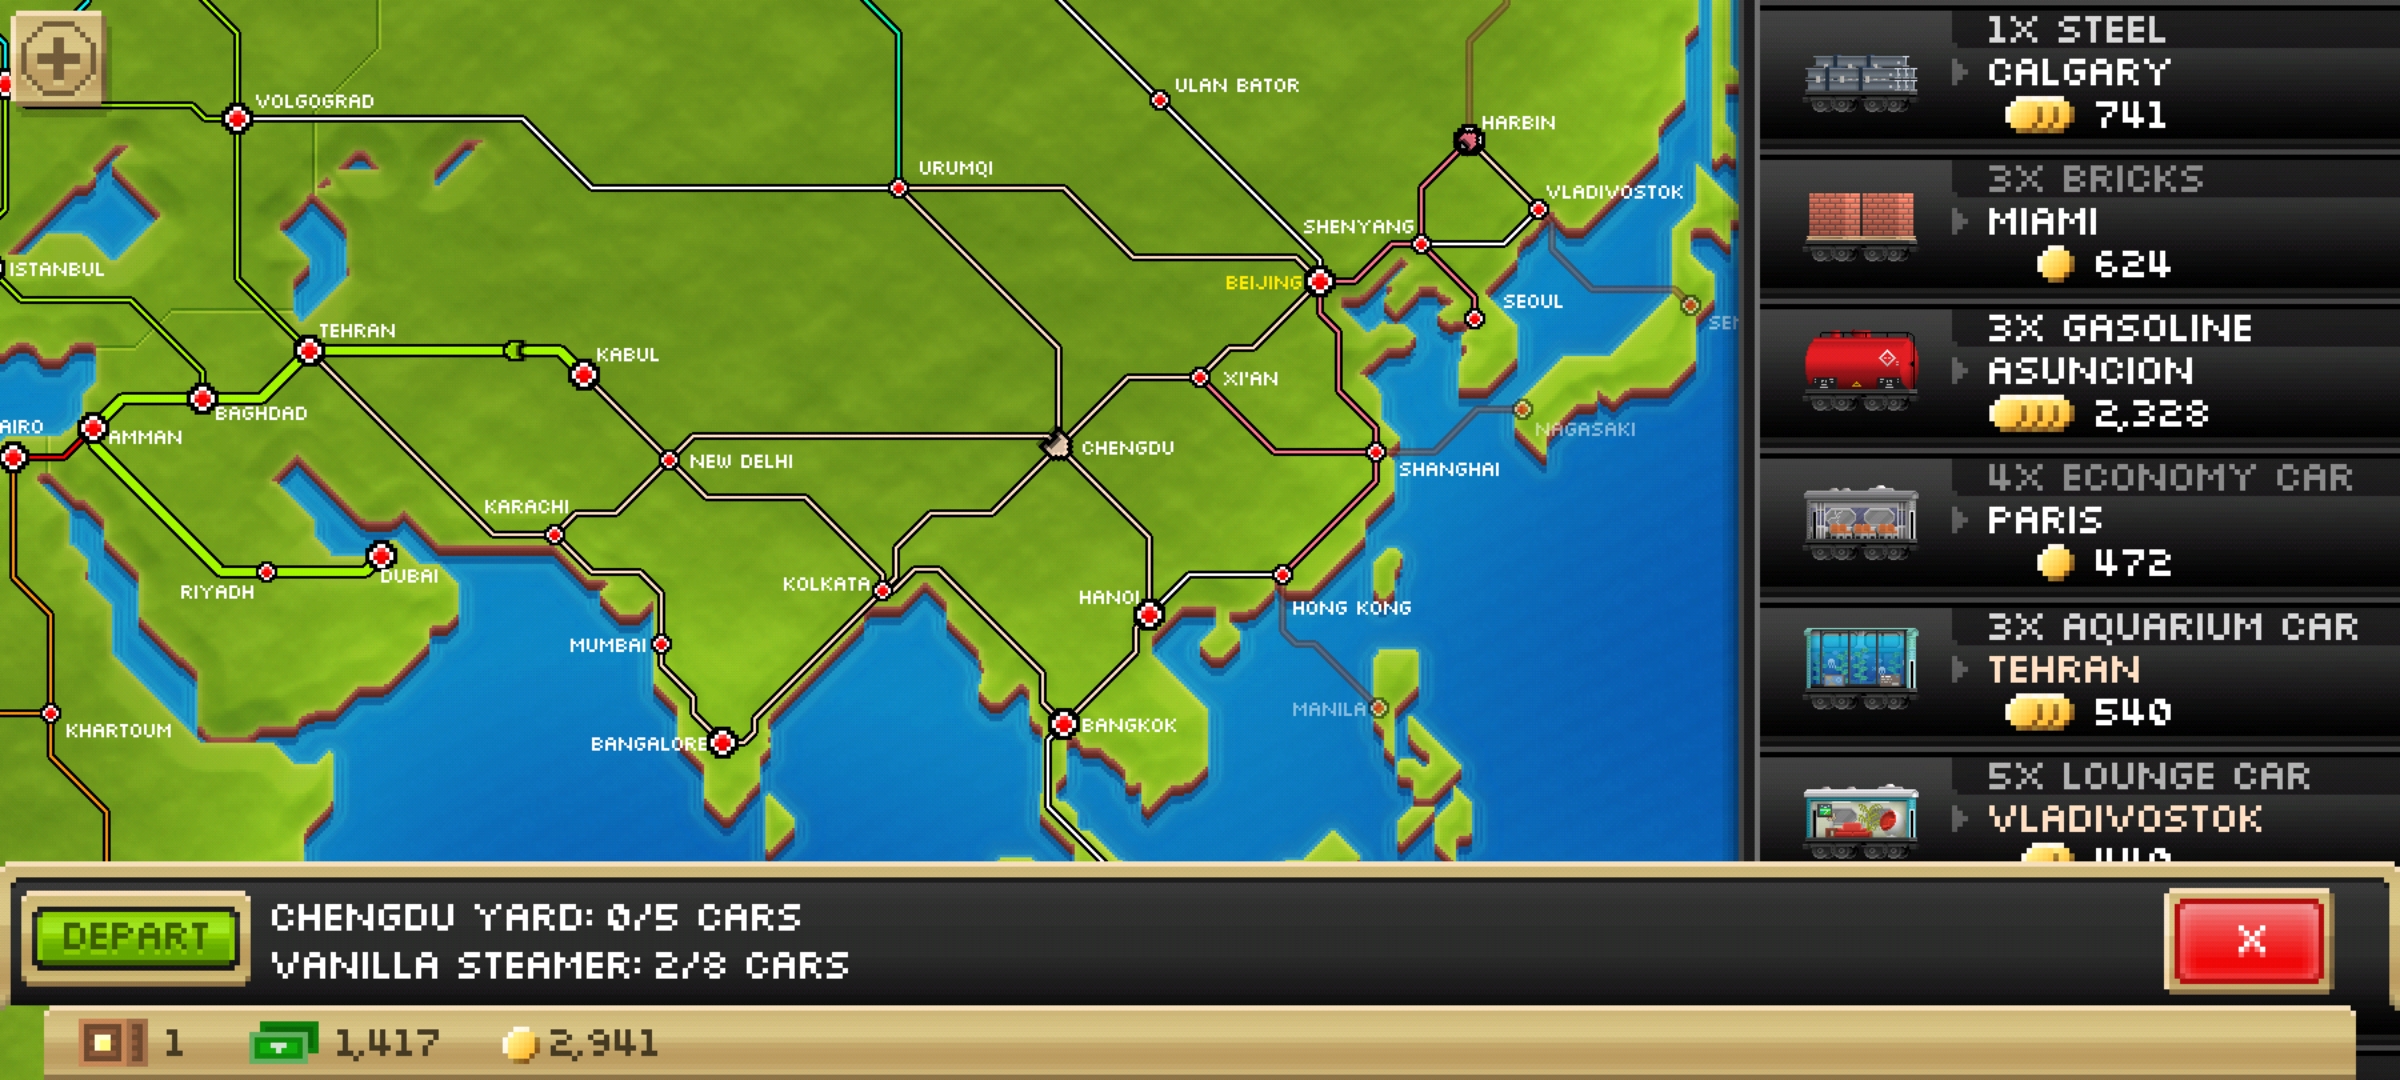 VOLGOGRAD
ULAN BATOR
HARBIN
URUMQI
VLADIVOSTOK
SHENYANG
ISTANBUL
BEIJING
SEOUL
SEN
TEHRAN
KABUL
XI'AN
BAGHDAD
AIRO
AMMAN
NAGASAKI
CHENGDU
NEW DELHI
SHANGHAI
KARACHI
DUBAI
RIYADH
KOLKATA
HANOI
HONG KONG
MUMBAI
MANILA
KHARTOUM
BANGALORE
BANGKOK
1X STEEL
CALGARY
741
3X BRICKS
MIAMI
624
3X GASOLINE
ASUNCION
2,328
4X ECONOMY CAR
PARIS
472
3X AQUARIUM CAR
TEHRAN
540
5X LOUNGE CAR
VLADIVOSTOK
DEPART
CHENGDU YARD: 0/5 CARS
VANILLA STEAMER: 2/8 CARS
X
1
1,417
2,941